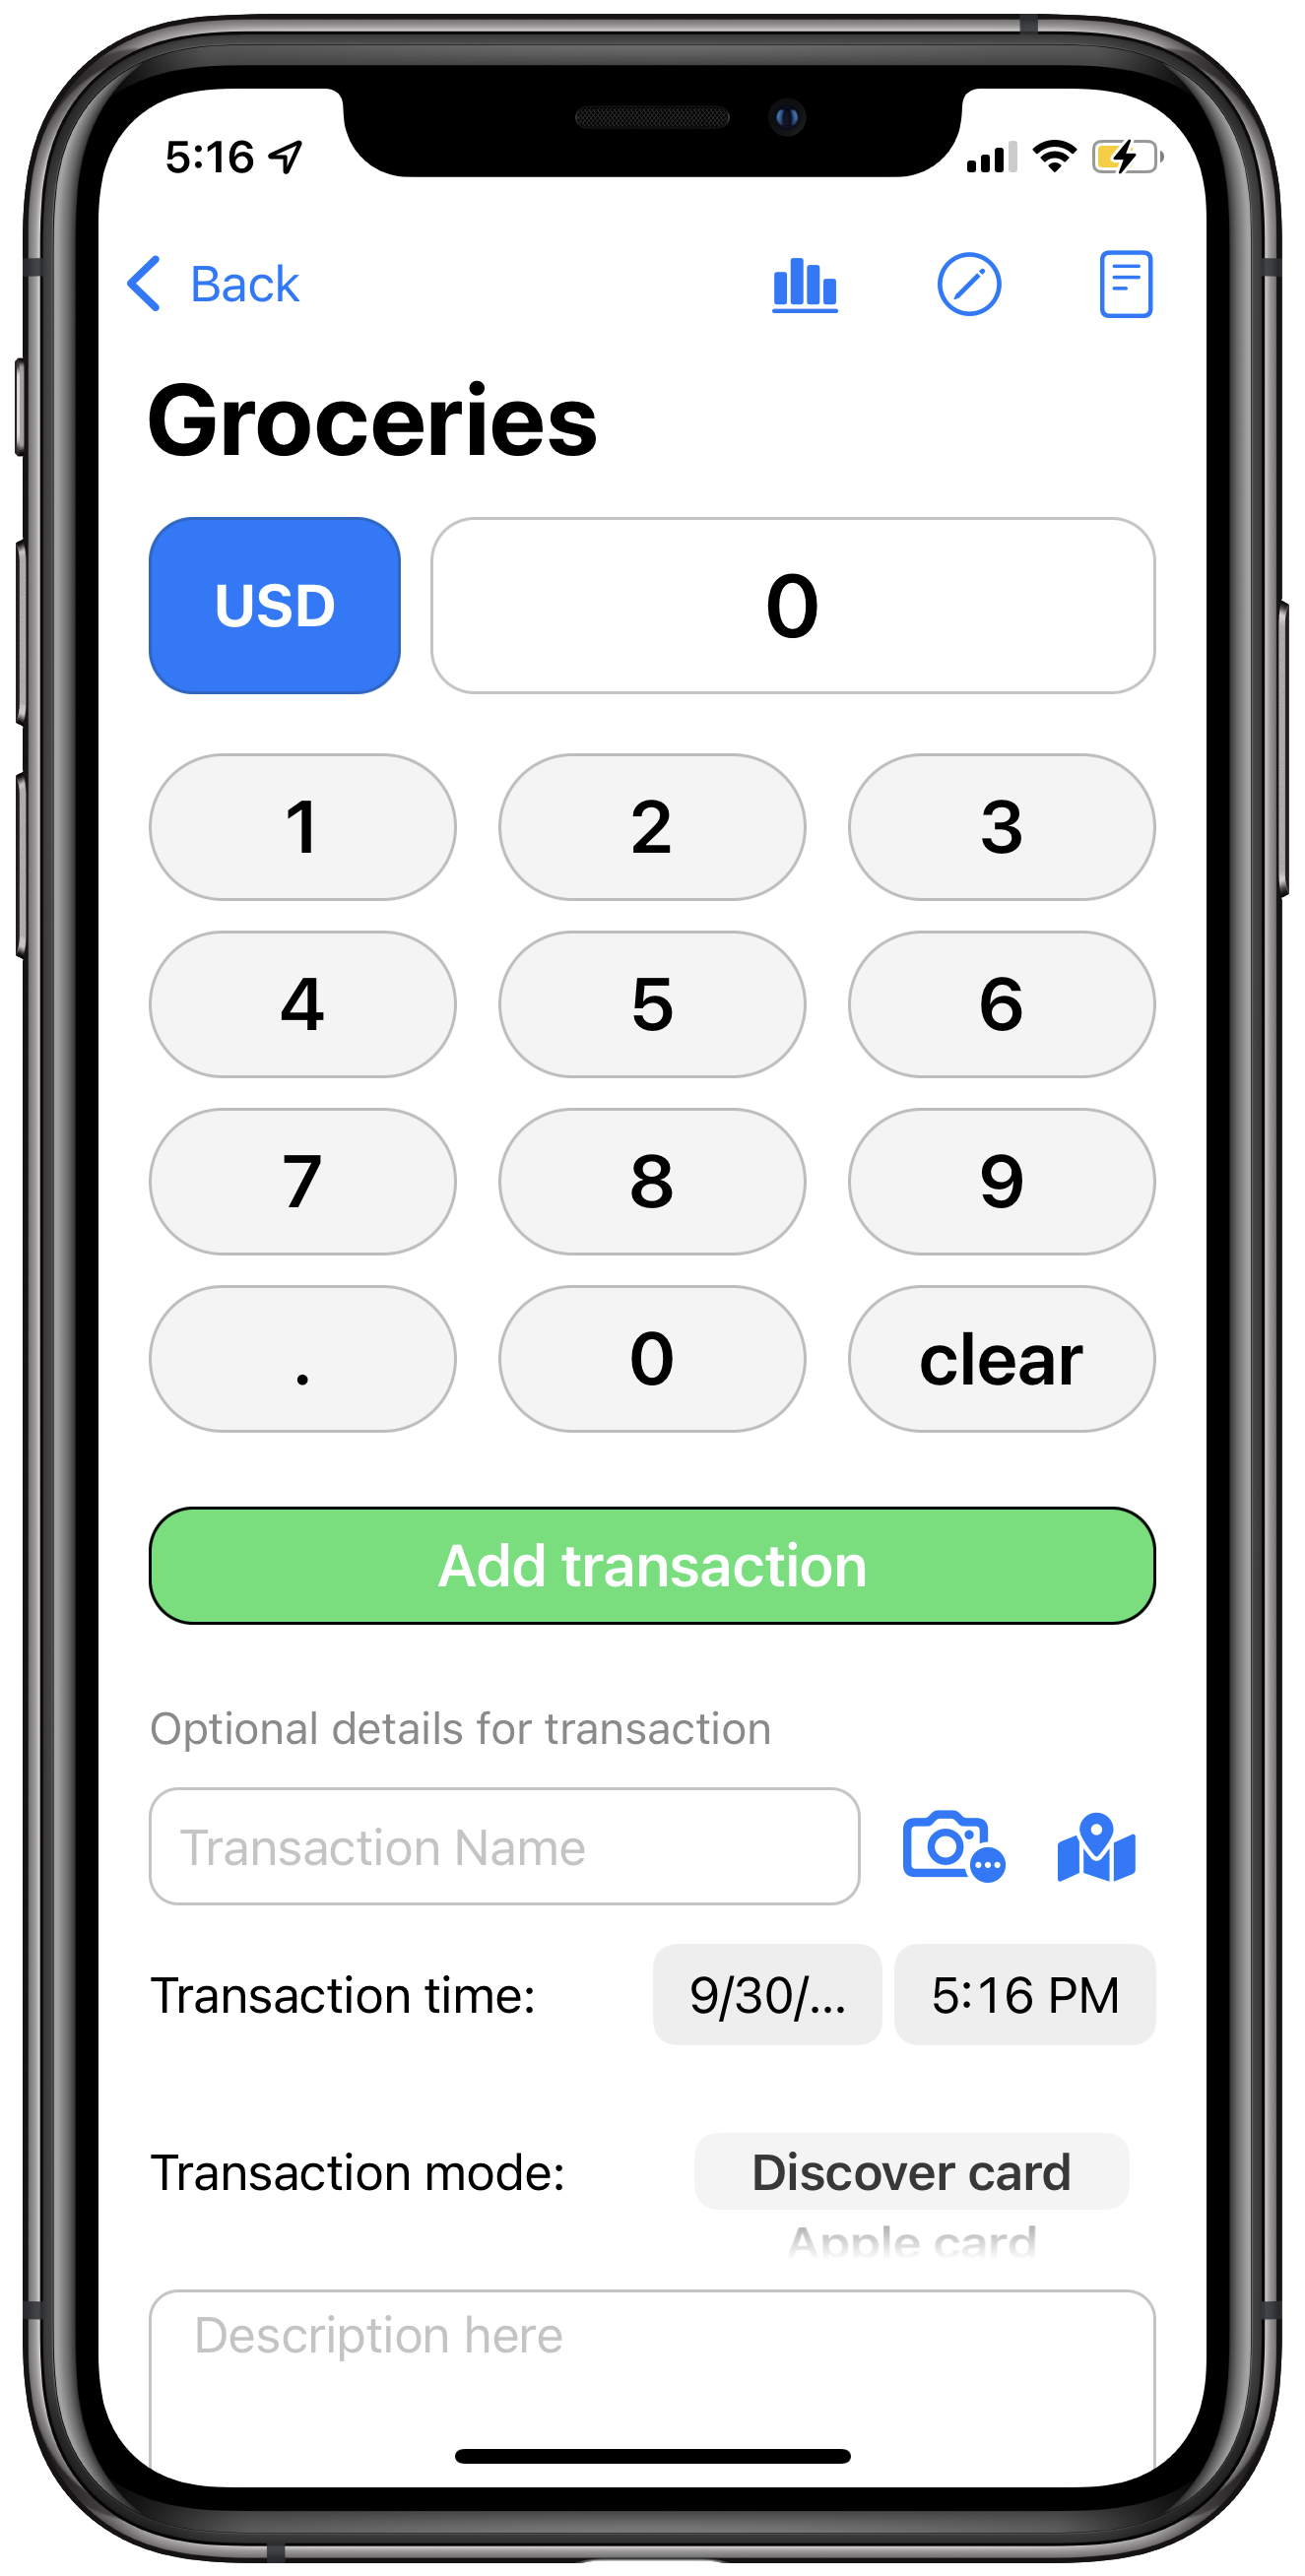 5:16
Back
Groceries
USD 0
1 2 3
4 5 6
7 8 9
. 0 clear
Add transaction
Optional details for transaction
Transaction Name
Transaction time: 9/30/... 5:16 PM
Transaction mode: Discover card
Apple card
Description here